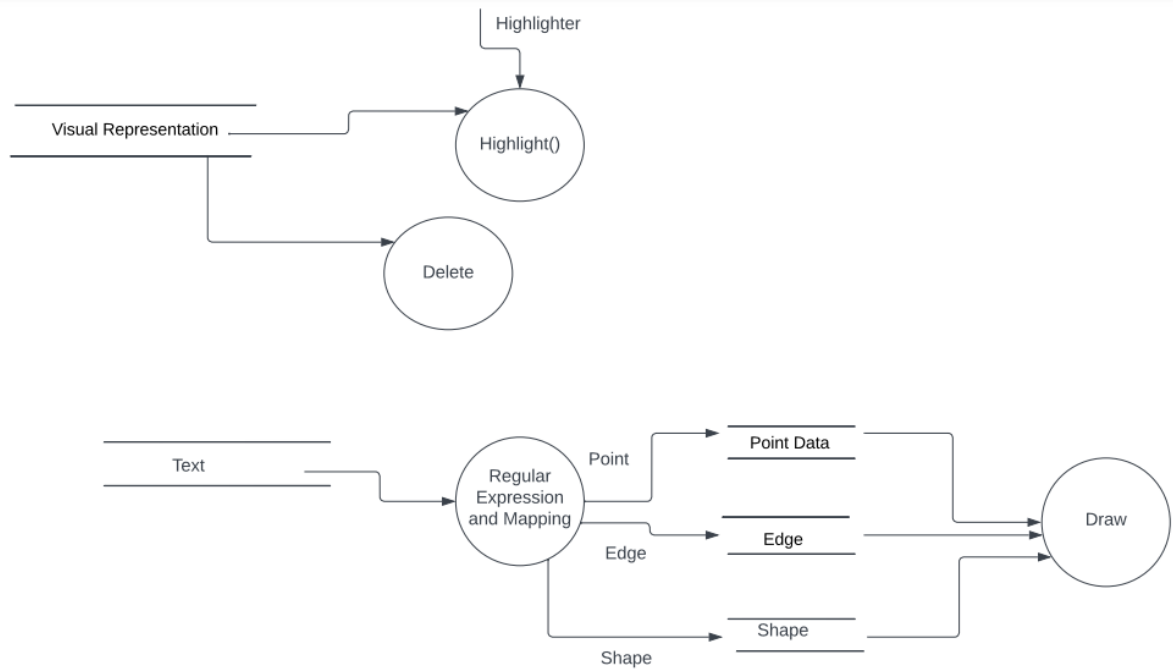 Highlighter
Visual Representation
Highlight()
Delete
Text
Regular
Expression
and Mapping
Point
Edge
Shape
Point Data
Edge
Shape
Draw